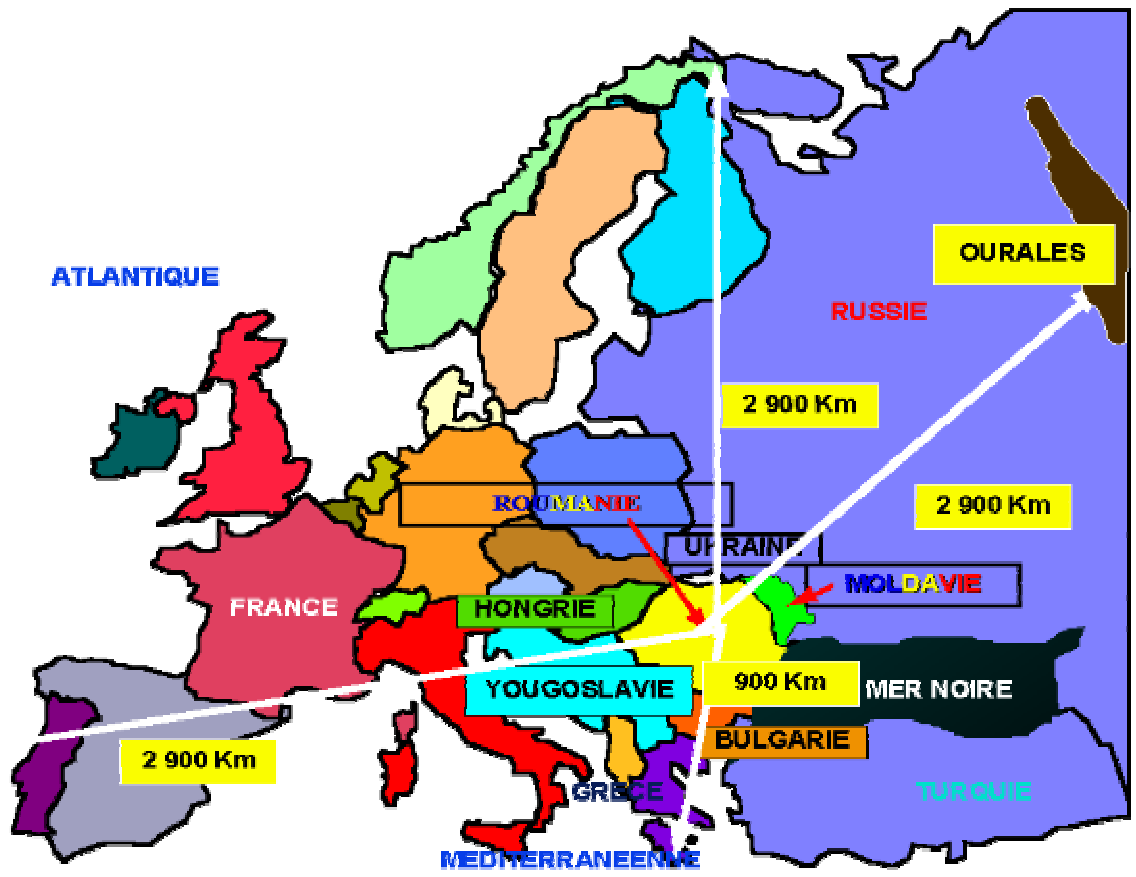 OURALES
ATLANTIQUE
RUSSIE
2 900 Km
ROUMANIE
2 900 Km
UKRAINE
MOLDAVIE
FRANCE
HONGRIE
YOUGOSLAVIE
900 Km
MER NOIRE
BULGARIE
2 900 Km
GRECE
TURQUIE
MEDITERRANEENNE